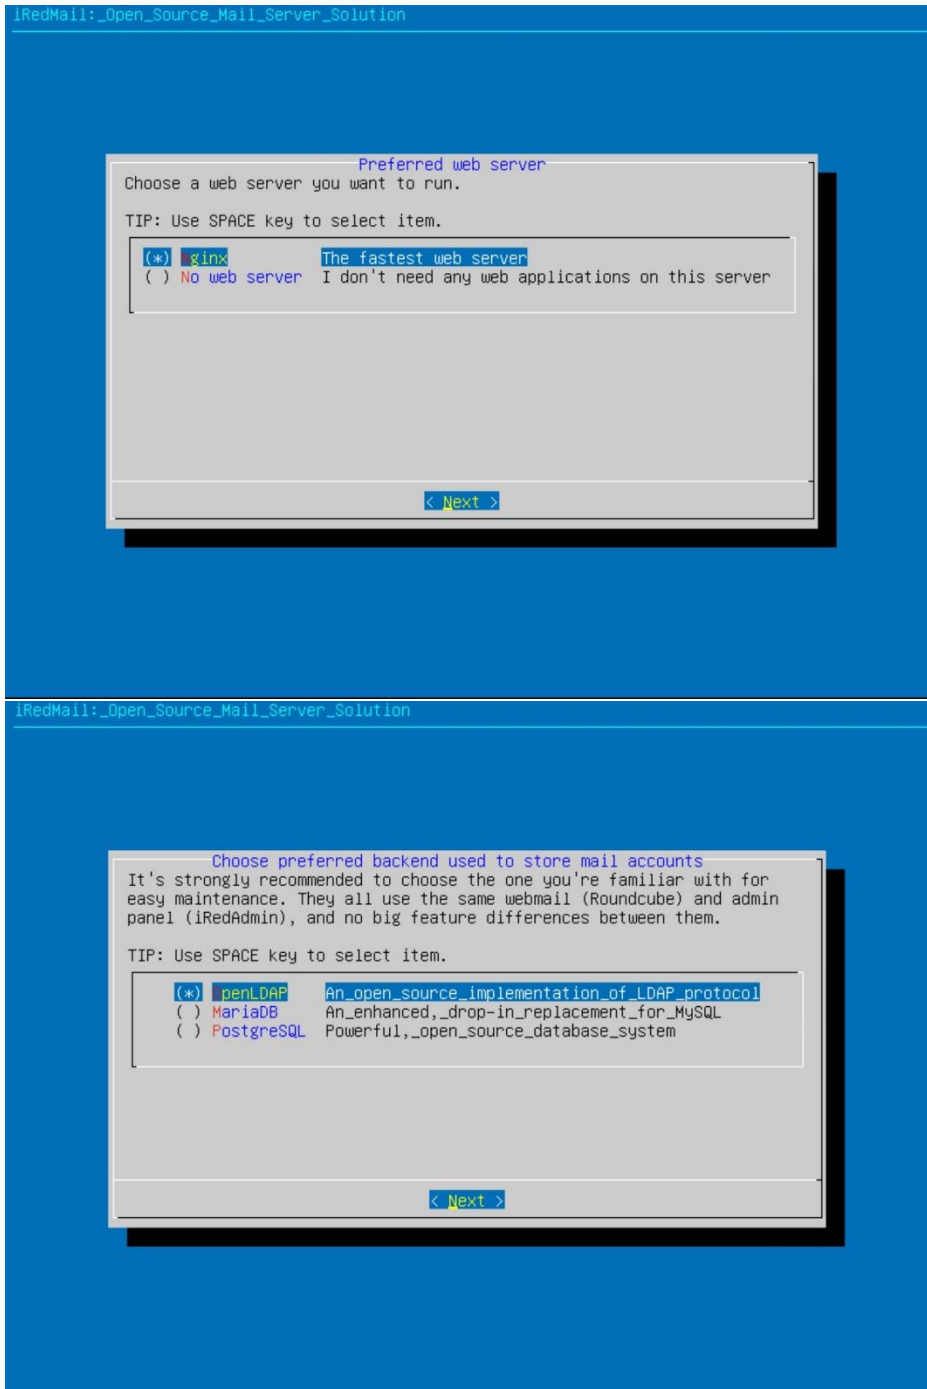 iRedMail:_Open_Source_Mail_Server_Solution
Preferred web server
Choose a web server you want to run.
TIP: Use SPACE key to select item.
(*) Nginx The fastest web server
( ) No web server I don't need any web applications on this server
< Next >
iRedMail:_Open_Source_Mail_Server_Solution
Choose preferred backend used to store mail accounts
It's strongly recommended to choose the one you're familiar with for
easy maintenance. They all use the same webmail (Roundcube) and admin
panel (iRedAdmin), and no big feature differences between them.
TIP: Use SPACE key to select item.
(*) OpenLDAP An_open_source_implementation_of_LDAP_protocol
( ) MariaDB An_enhanced,_drop-in_replacement_for_MySQL
( ) PostgreSQL Powerful,_open_source_database_system
< Next >